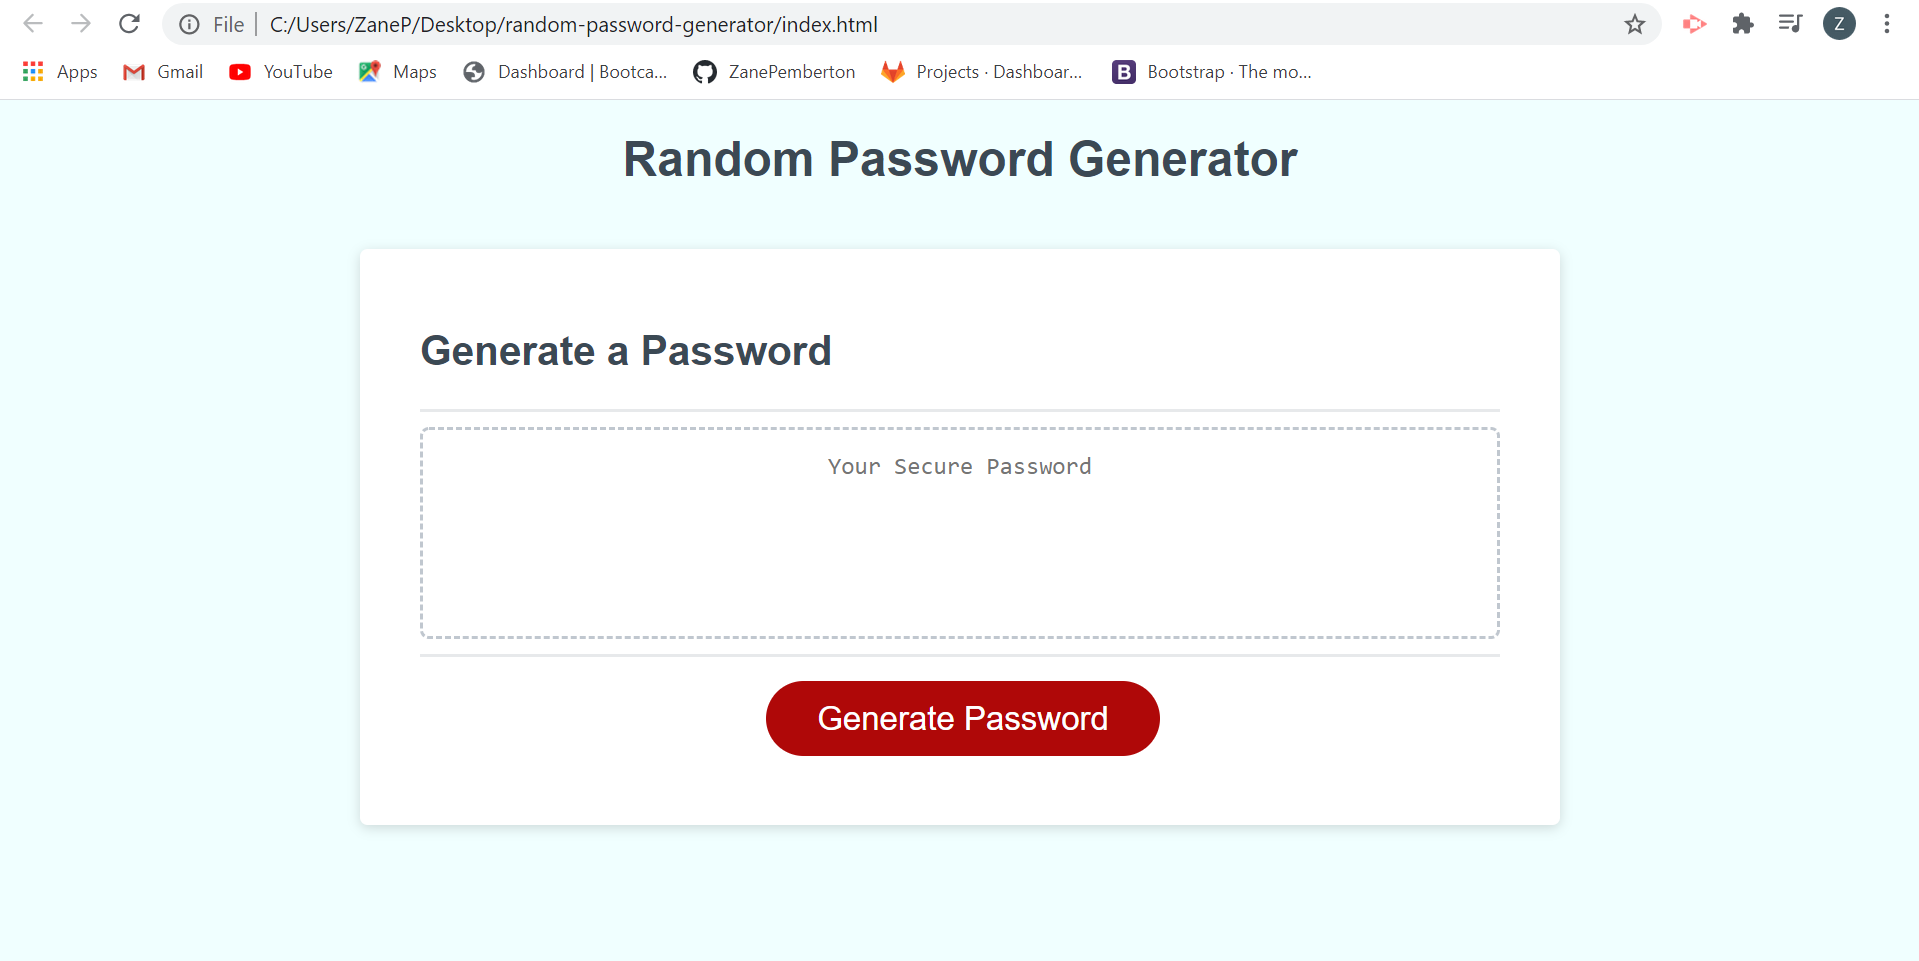 File | C:/Users/ZaneP/Desktop/random-password-generator/index.html
Z
Apps Gmail YouTube Maps Dashboard | Bootca... ZanePemberton Projects · Dashboar... B Bootstrap · The mo...
Random Password Generator
Generate a Password
Your Secure Password
Generate Password